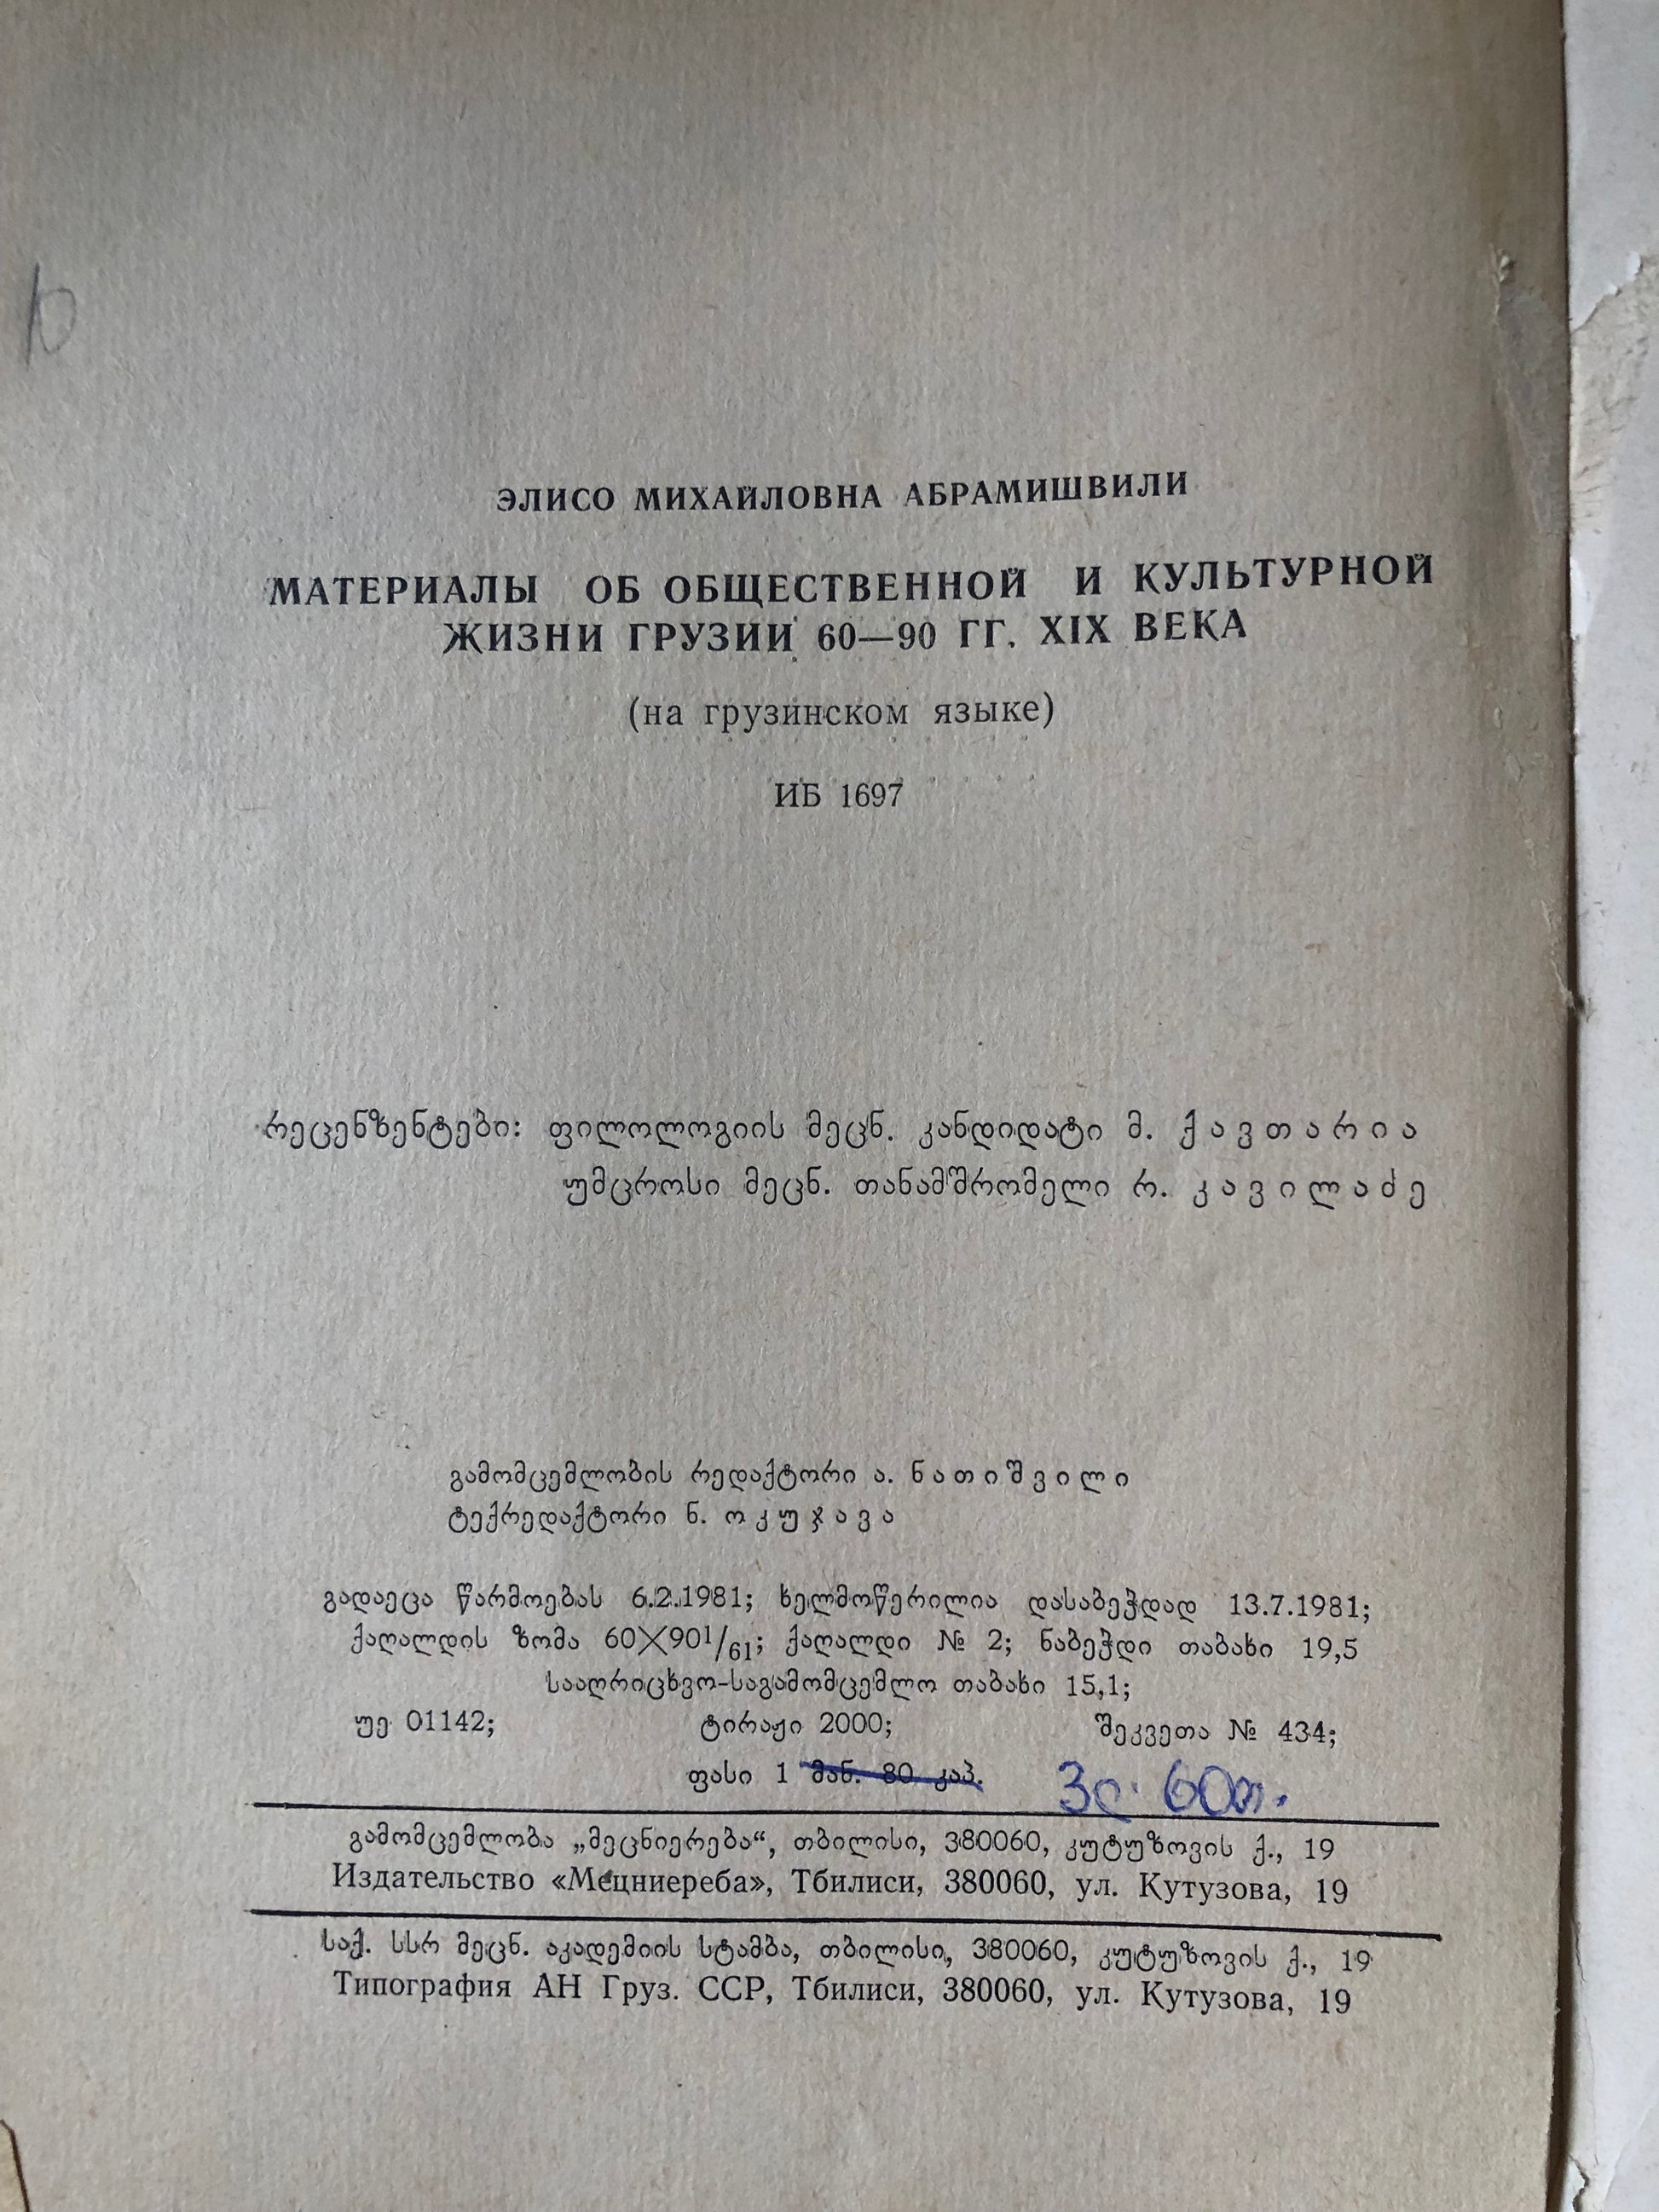 ЭЛИСО МИХАЙЛОВНА АБРАМИШВИЛИ
МАТЕРИАЛЫ ОБ ОБЩЕСТВЕННОЙ И КУЛЬТУРНОЙ
ЖИЗНИ ГРУЗИИ 60—90 ГГ. XIX ВЕКА
(на грузинском языке)
ИБ 1697
რეცენზენტები: ფილოლოგიის მეცნ. კანდიდატი მ. ქავთარია
უმცროსი მეცნ. თანამშრომელი რ. კავილაძე
გამომცემლობის რედაქტორი ა. ნათიშვილი
ტექრედაქტორი ნ. ოკუჯავა
გადაეცა წარმოებას 6.2.1981; ხელმოწერილია დასაბეჭდად 13.7.1981;
ქაღალდის ზომა 60×90¹/₆₁; ქაღალდი № 2; ნაბეჭდი თაბახი 19,5
სააღრიცხვო-საგამომცემლო თაბახი 15,1;
უე 01142; ტირაჟი 2000; შეკვეთა № 434;
ფასი 1 მან. 80 კაპ.
გამომცემლობა „მეცნიერება“, თბილისი, 380060, კუტუზოვის ქ., 19
Издательство «Мецниереба», Тбилиси, 380060, ул. Кутузова, 19
საქ. სსრ მეცნ. აკადემიის სტამბა, თბილისი, 380060, კუტუზოვის ქ., 19
Типография АН Груз. ССР, Тбилиси, 380060, ул. Кутузова, 19